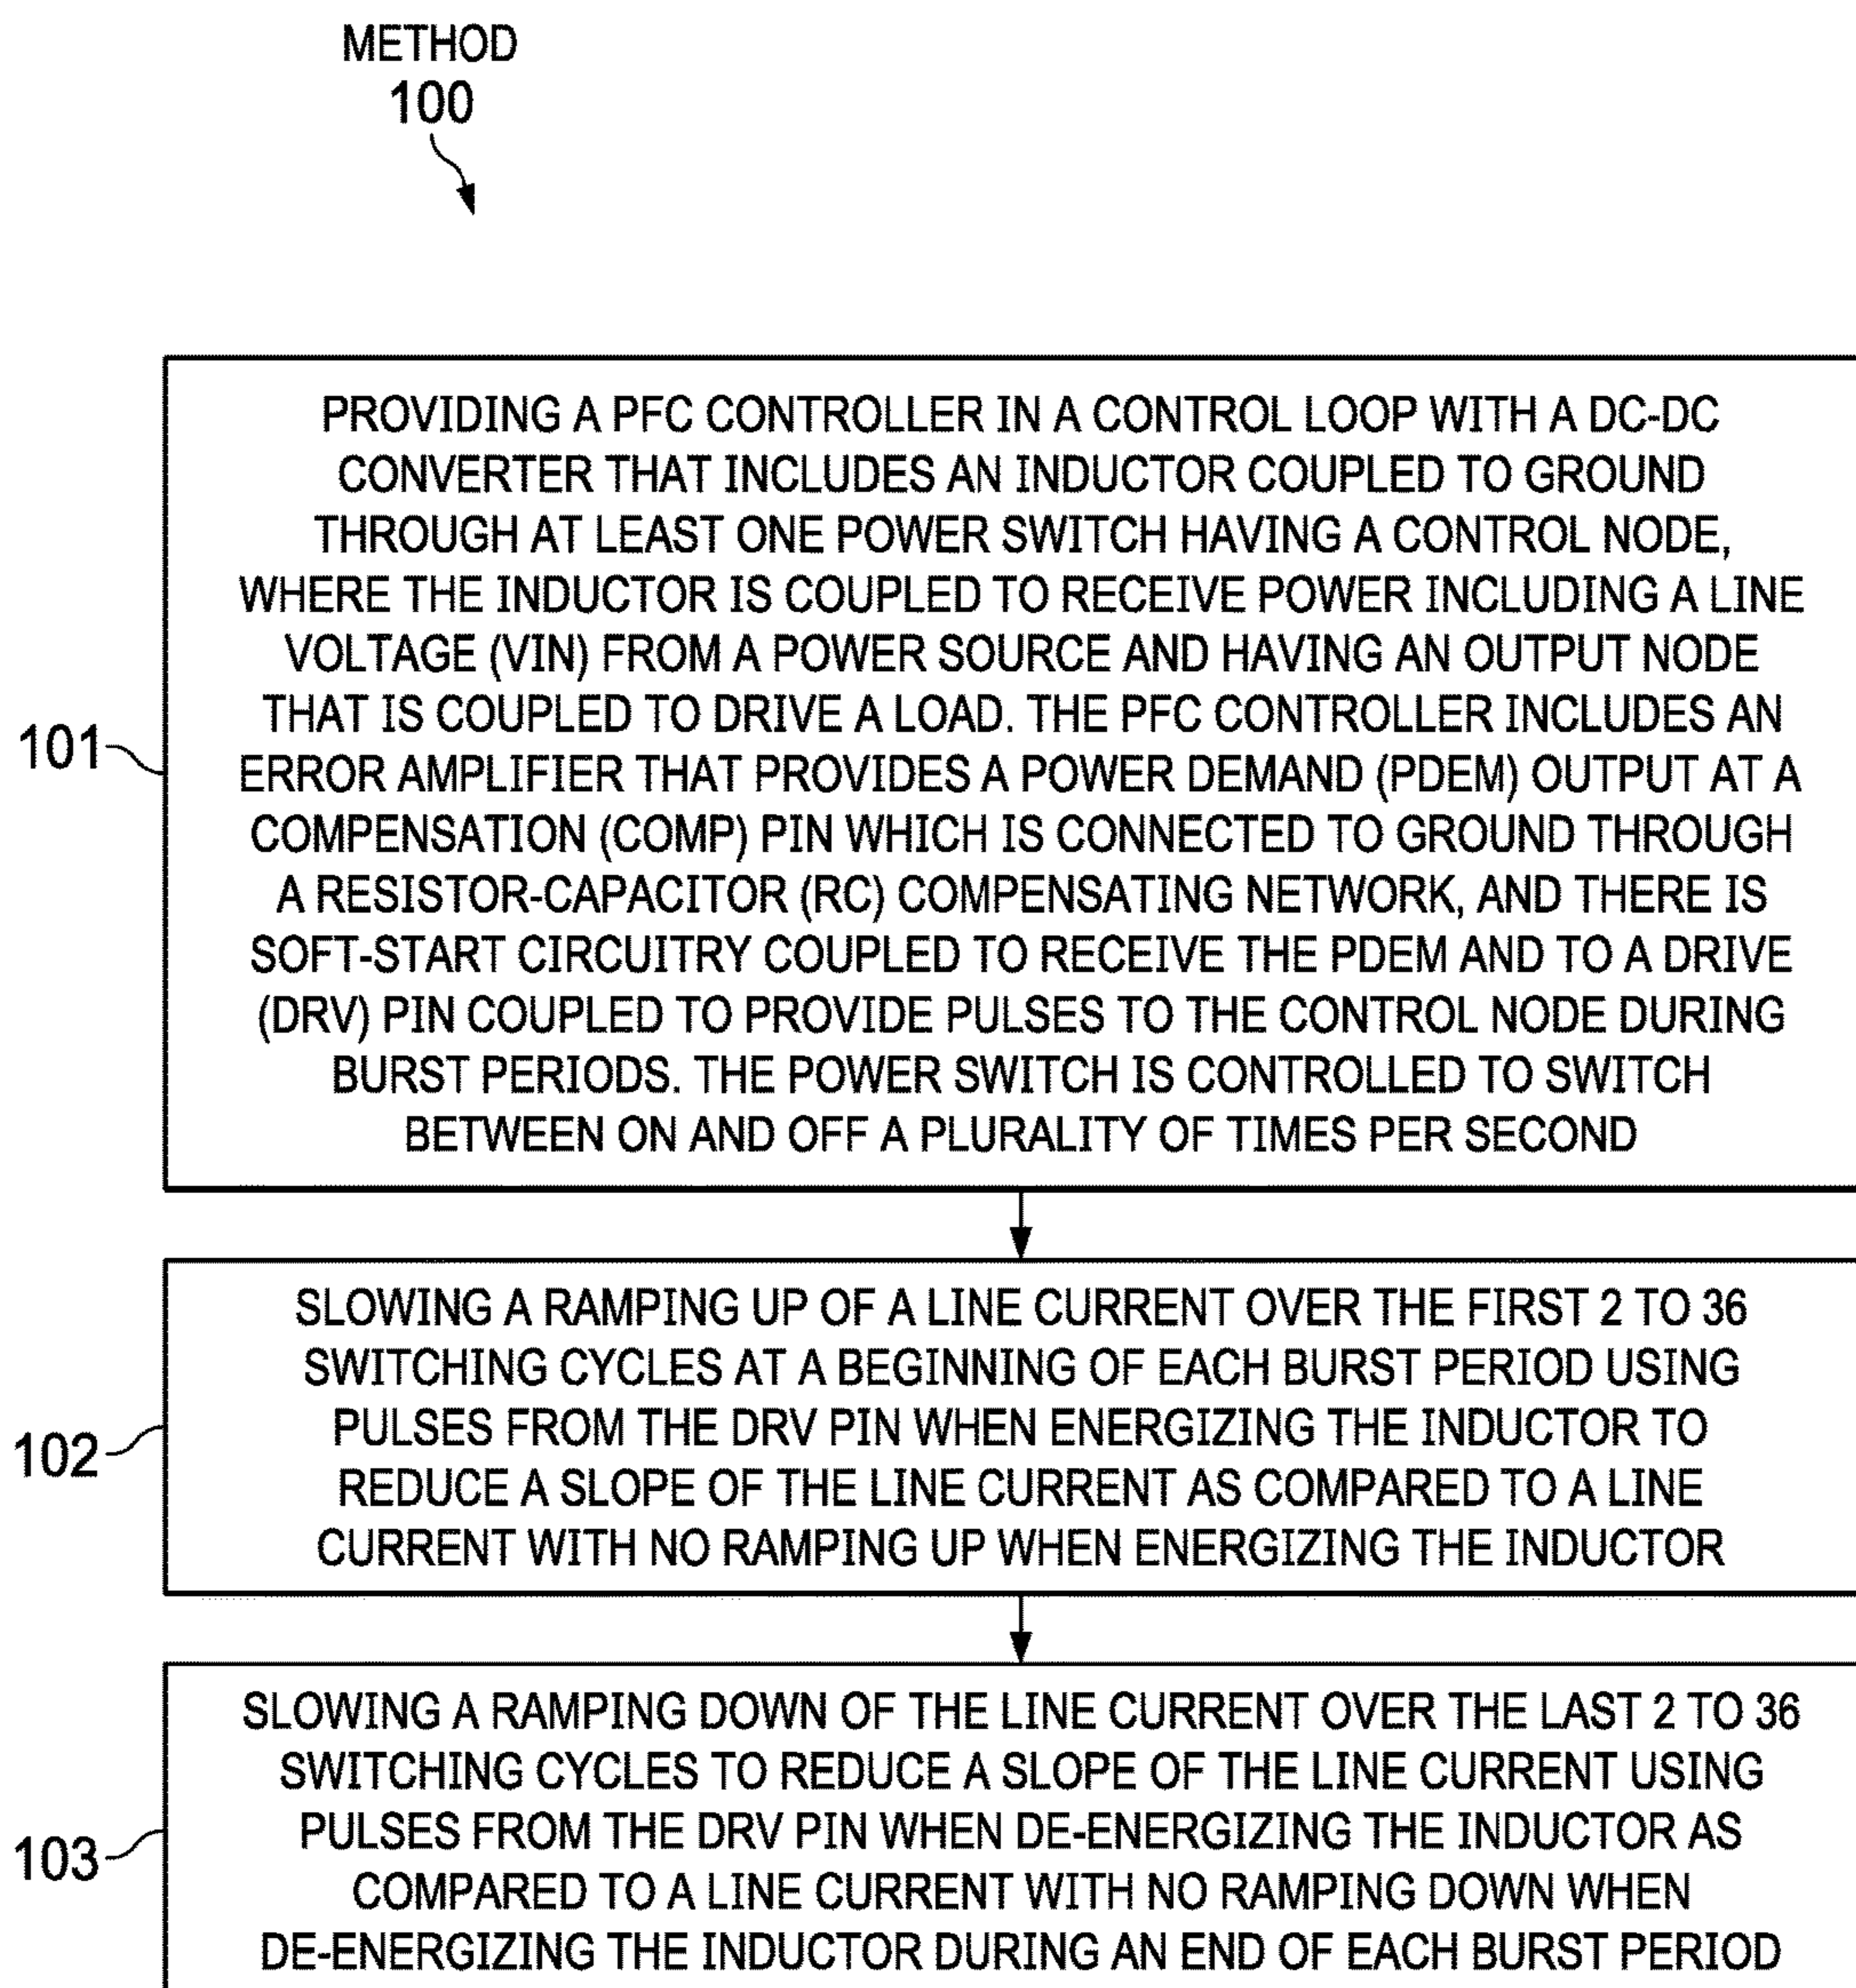 METHOD
100
PROVIDING A PFC CONTROLLER IN A CONTROL LOOP WITH A DC-DC
CONVERTER THAT INCLUDES AN INDUCTOR COUPLED TO GROUND
THROUGH AT LEAST ONE POWER SWITCH HAVING A CONTROL NODE,
WHERE THE INDUCTOR IS COUPLED TO RECEIVE POWER INCLUDING A LINE
VOLTAGE (VIN) FROM A POWER SOURCE AND HAVING AN OUTPUT NODE
THAT IS COUPLED TO DRIVE A LOAD. THE PFC CONTROLLER INCLUDES AN
101
ERROR AMPLIFIER THAT PROVIDES A POWER DEMAND (PDEM) OUTPUT AT A
COMPENSATION (COMP) PIN WHICH IS CONNECTED TO GROUND THROUGH
A RESISTOR-CAPACITOR (RC) COMPENSATING NETWORK, AND THERE IS
SOFT-START CIRCUITRY COUPLED TO RECEIVE THE PDEM AND TO A DRIVE
(DRV) PIN COUPLED TO PROVIDE PULSES TO THE CONTROL NODE DURING
BURST PERIODS. THE POWER SWITCH IS CONTROLLED TO SWITCH
BETWEEN ON AND OFF A PLURALITY OF TIMES PER SECOND
SLOWING A RAMPING UP OF A LINE CURRENT OVER THE FIRST 2 TO 36
SWITCHING CYCLES AT A BEGINNING OF EACH BURST PERIOD USING
PULSES FROM THE DRV PIN WHEN ENERGIZING THE INDUCTOR TO
102
REDUCE A SLOPE OF THE LINE CURRENT AS COMPARED TO A LINE
CURRENT WITH NO RAMPING UP WHEN ENERGIZING THE INDUCTOR
SLOWING A RAMPING DOWN OF THE LINE CURRENT OVER THE LAST 2 TO 36
SWITCHING CYCLES TO REDUCE A SLOPE OF THE LINE CURRENT USING
PULSES FROM THE DRV PIN WHEN DE-ENERGIZING THE INDUCTOR AS
103
COMPARED TO A LINE CURRENT WITH NO RAMPING DOWN WHEN
DE-ENERGIZING THE INDUCTOR DURING AN END OF EACH BURST PERIOD